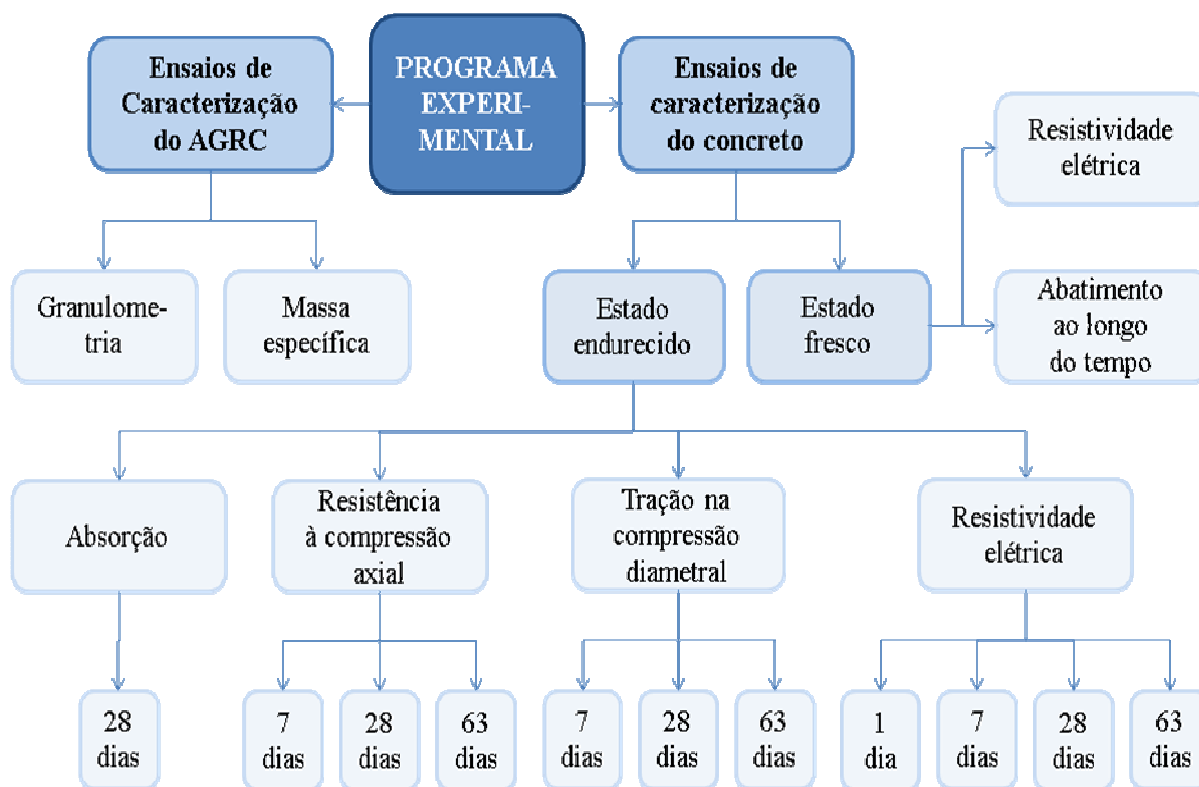 Ensaios de
Caracterização
do AGRC
PROGRAMA
EXPERI-
MENTAL
Ensaios de
caracterização
do concreto
Resistividade
elétrica
Granulome-
tria
Massa
específica
Estado
endurecido
Estado
fresco
Abatimento
ao longo
do tempo
Absorção
Resistência
à compressão
axial
Tração na
compressão
diametral
Resistividade
elétrica
28
dias
7
dias
28
dias
63
dias
7
dias
28
dias
63
dias
1
dia
7
dias
28
dias
63
dias